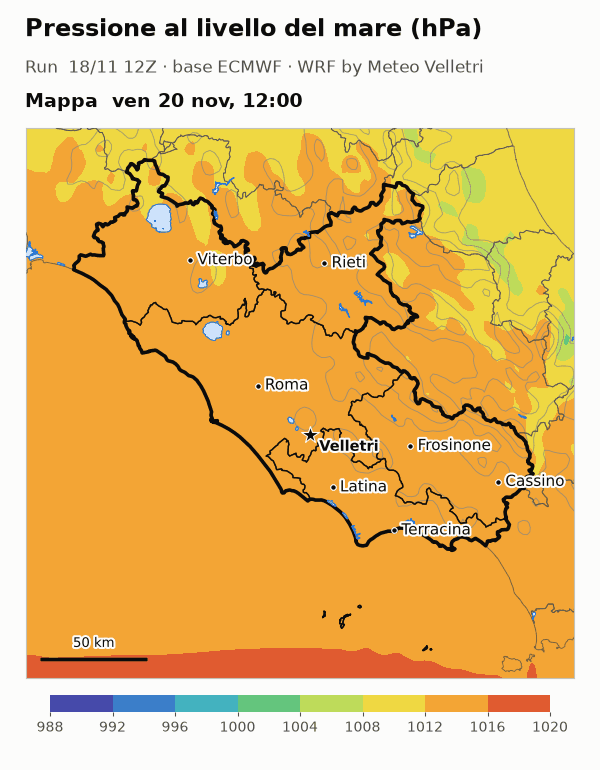 Pressione al livello del mare (hPa)
Run  18/11 12Z · base ECMWF · WRF by Meteo Velletri
Mappa  ven 20 nov, 12:00
Viterbo
Rieti
Roma
Velletri
Frosinone
Latina
Cassino
Terracina
50 km
988 992 996 1000 1004 1008 1012 1016 1020